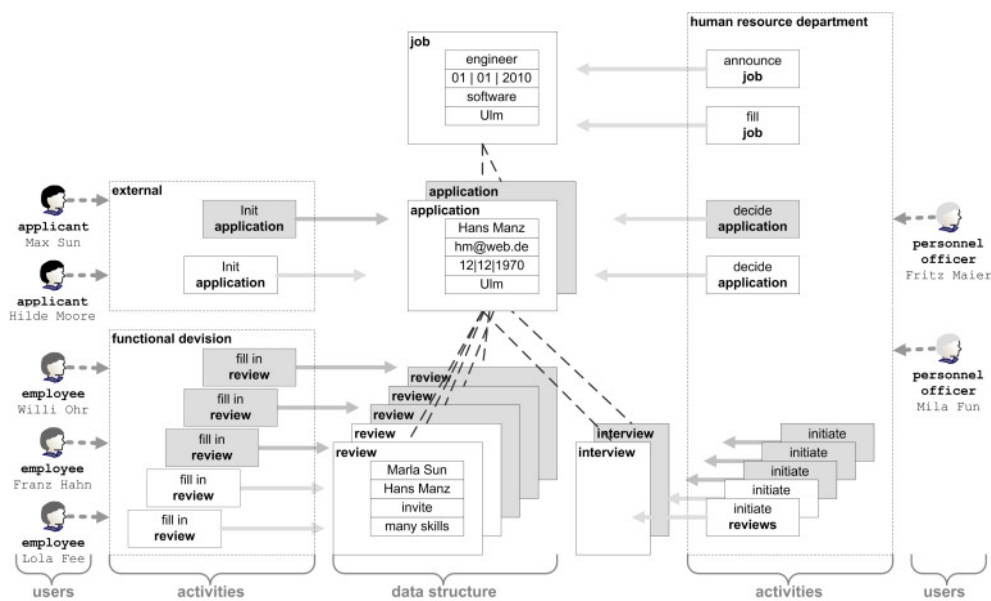 human resource department
job
engineer
01 | 01 | 2010
software
Ulm
announce
job
fill
job
external
applicant
Max Sun
Init
application
application
application
Hans Manz
hm@web.de
12|12|1970
Ulm
decide
application
personnel
officer
Fritz Maier
applicant
Hilde Moore
Init
application
decide
application
functional devision
employee
Willi Ohr
fill in
review
fill in
review
employee
Franz Hahn
fill in
review
fill in
review
employee
Lola Fee
fill in
review
review
review
review
review
review
Marla Sun
Hans Manz
invite
many skills
interview
interview
personnel
officer
Mila Fun
initiate
initiate
initiate
initiate
initiate
reviews
users
activities
data structure
activities
users